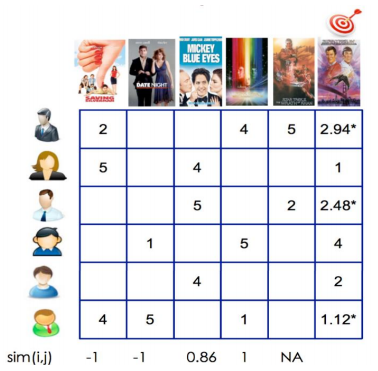 SAVING
DATE NIGHT
MICKEY
BLUE EYES
2 4 5 2.94*
5 4 1
5 2 2.48*
1 5 4
4 2
4 5 1 1.12*
sim(i,j) -1 -1 0.86 1 NA